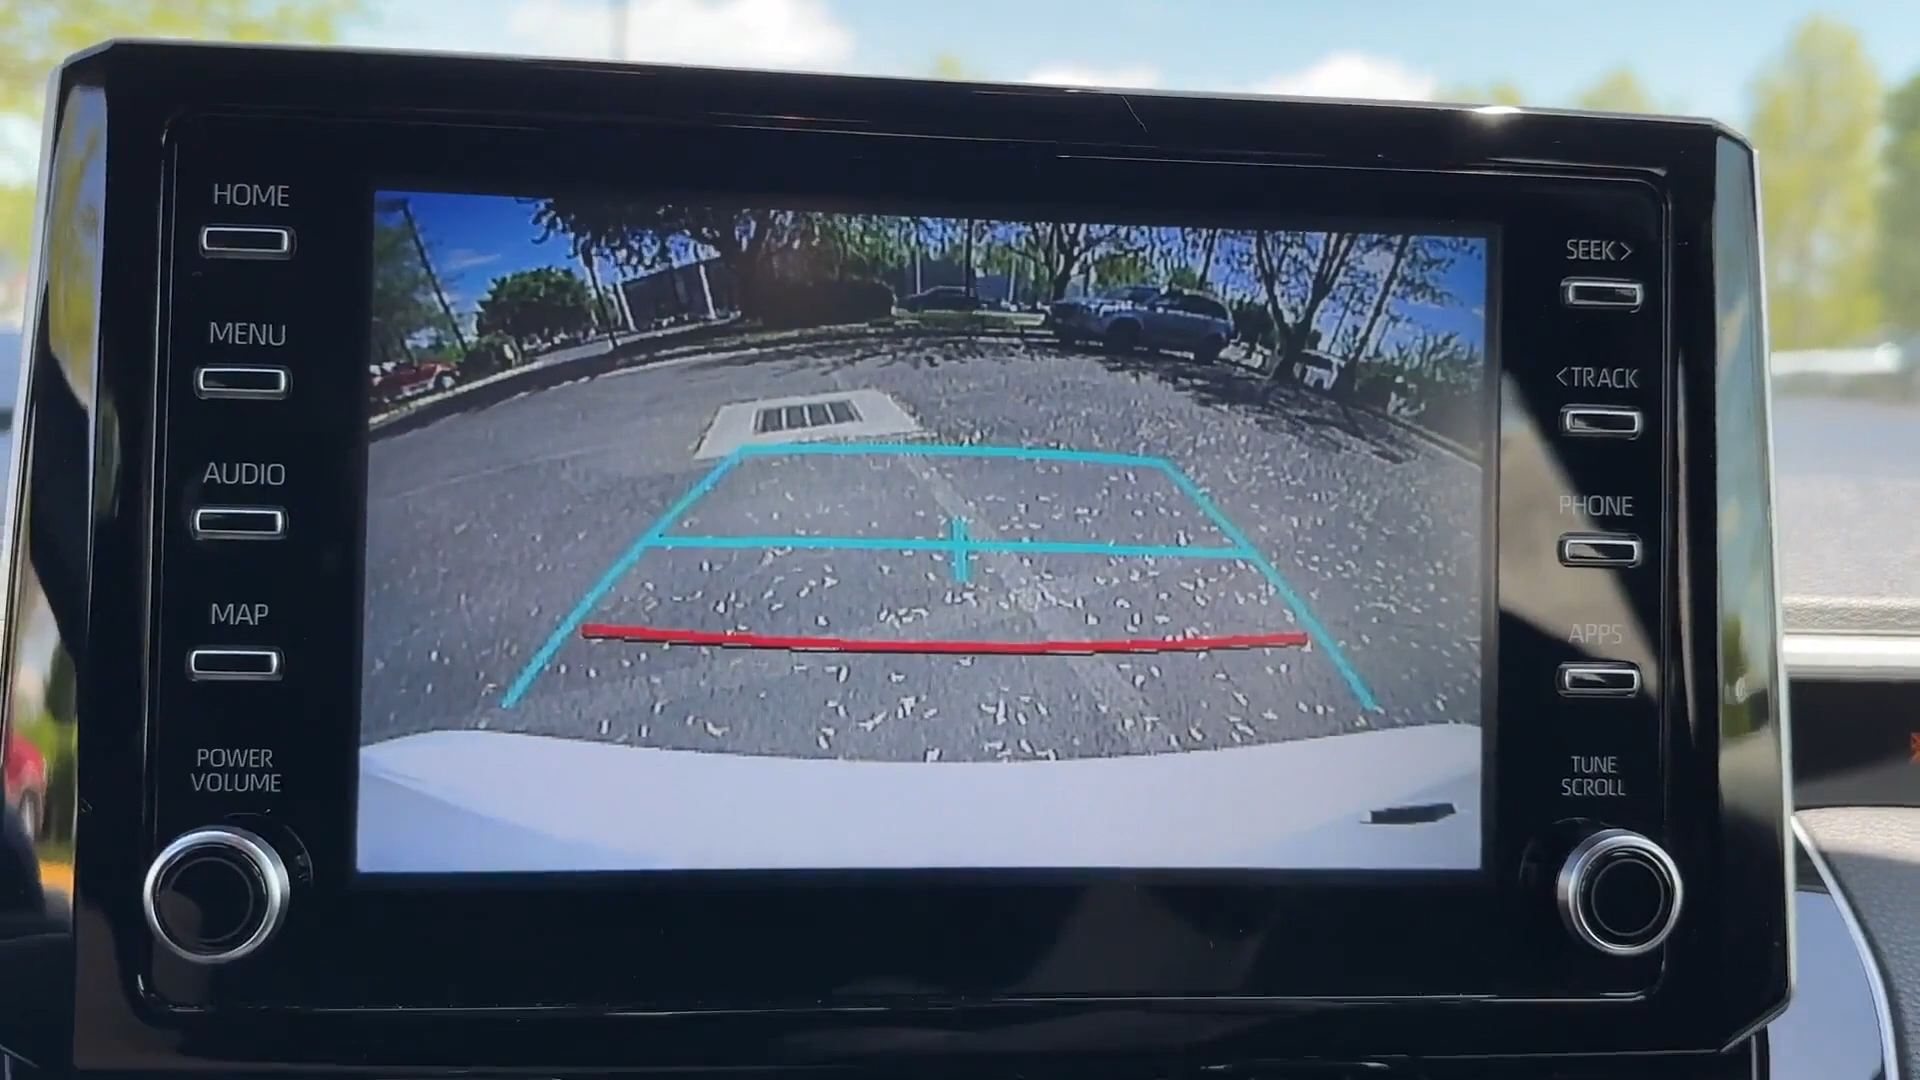 HOME
MENU
AUDIO
MAP
POWER
VOLUME
SEEK>
<TRACK
PHONE
APPS
TUNE
SCROLL